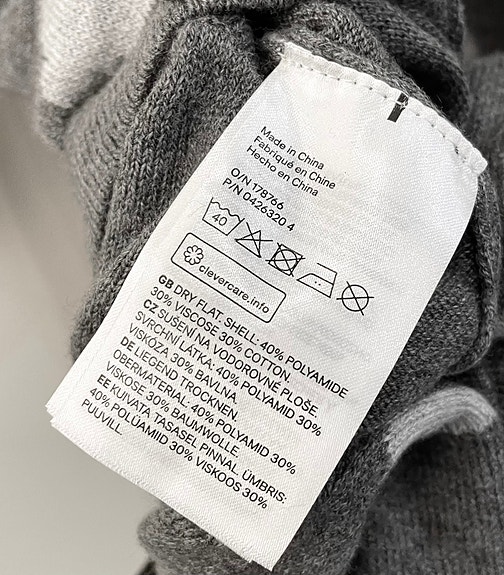 Made in China
Fabriqué en Chine
Hecho en China
O/N 178766
P/N 0426320 4
40
clevercare.info
GB DRY FLAT. SHELL: 40% POLYAMIDE
30% VISCOSE 30% COTTON.
CZ SUŠENÍ NA VODOROVNÉ PLOŠE.
SVRCHNÍ LÁTKA: 40% POLYAMID 30%
VISKÓZA 30% BAVLNA
DE LIEGEND TROCKNEN.
OBERMATERIAL: 40% POLYAMID 30%
VISKOSE 30% BAUMWOLLE.
EE KUIVATA TASASEL PINNAL. ÜMBRIS:
40% POLÜAMIID 30% VISKOOS 30%
PUUVILL.